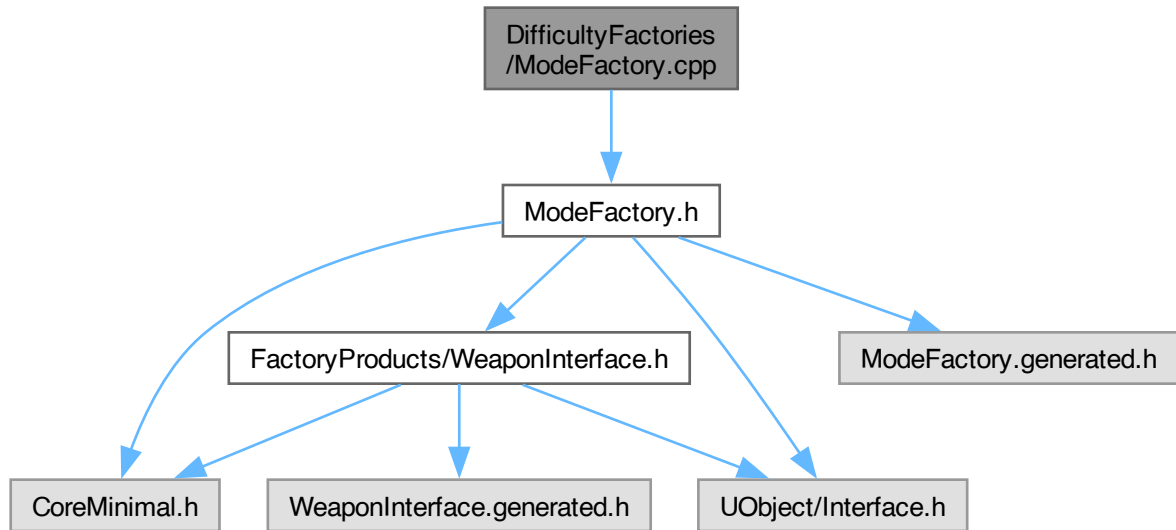 DifficultyFactories
/ModeFactory.cpp
ModeFactory.h
FactoryProducts/WeaponInterface.h
ModeFactory.generated.h
CoreMinimal.h
WeaponInterface.generated.h
UObject/Interface.h